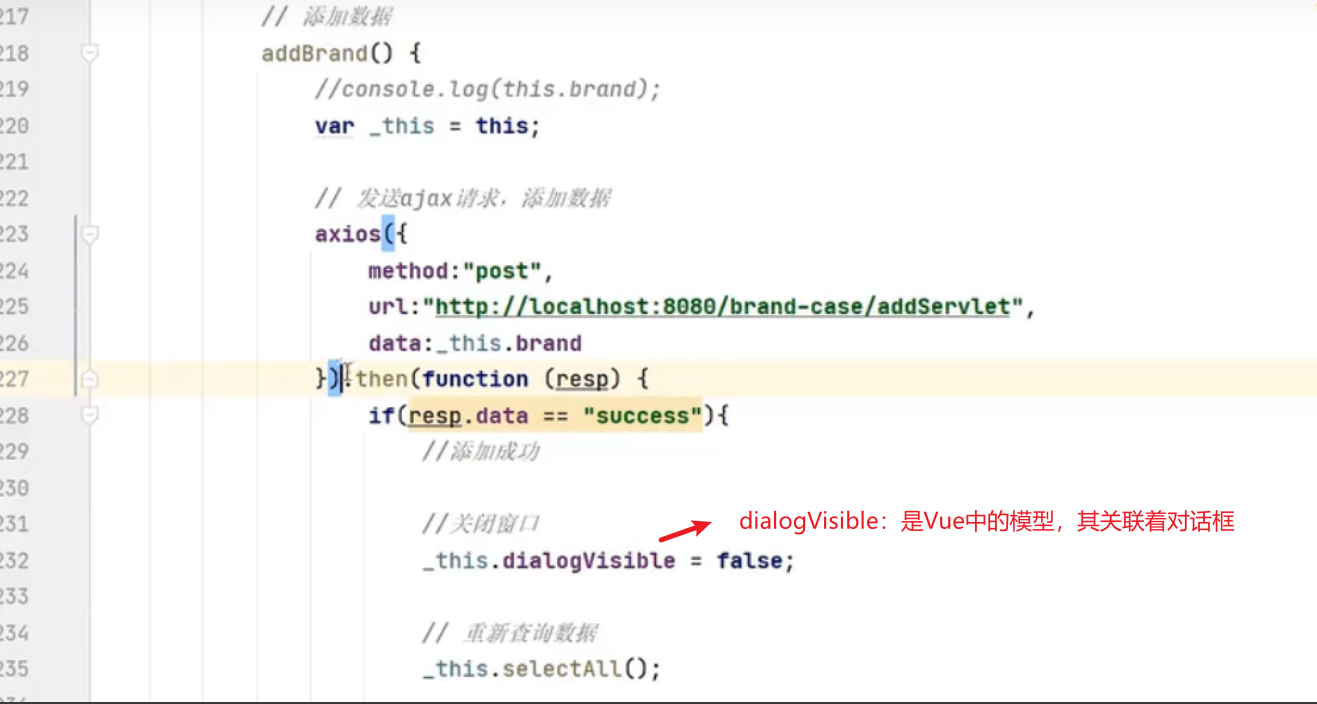 217 // 添加数据
218 addBrand() {
219 //console.log(this.brand);
220 var _this = this;
221
222 // 发送ajax请求，添加数据
223 axios({
224 method:"post",
225 url:"http://localhost:8080/brand-case/addServlet",
226 data:_this.brand
227 }).then(function (resp) {
228 if(resp.data == "success"){
229 //添加成功
230
231 //关闭窗口
dialogVisible：是Vue中的模型，其关联着对话框
232 _this.dialogVisible = false;
233
234 // 重新查询数据
235 _this.selectAll();